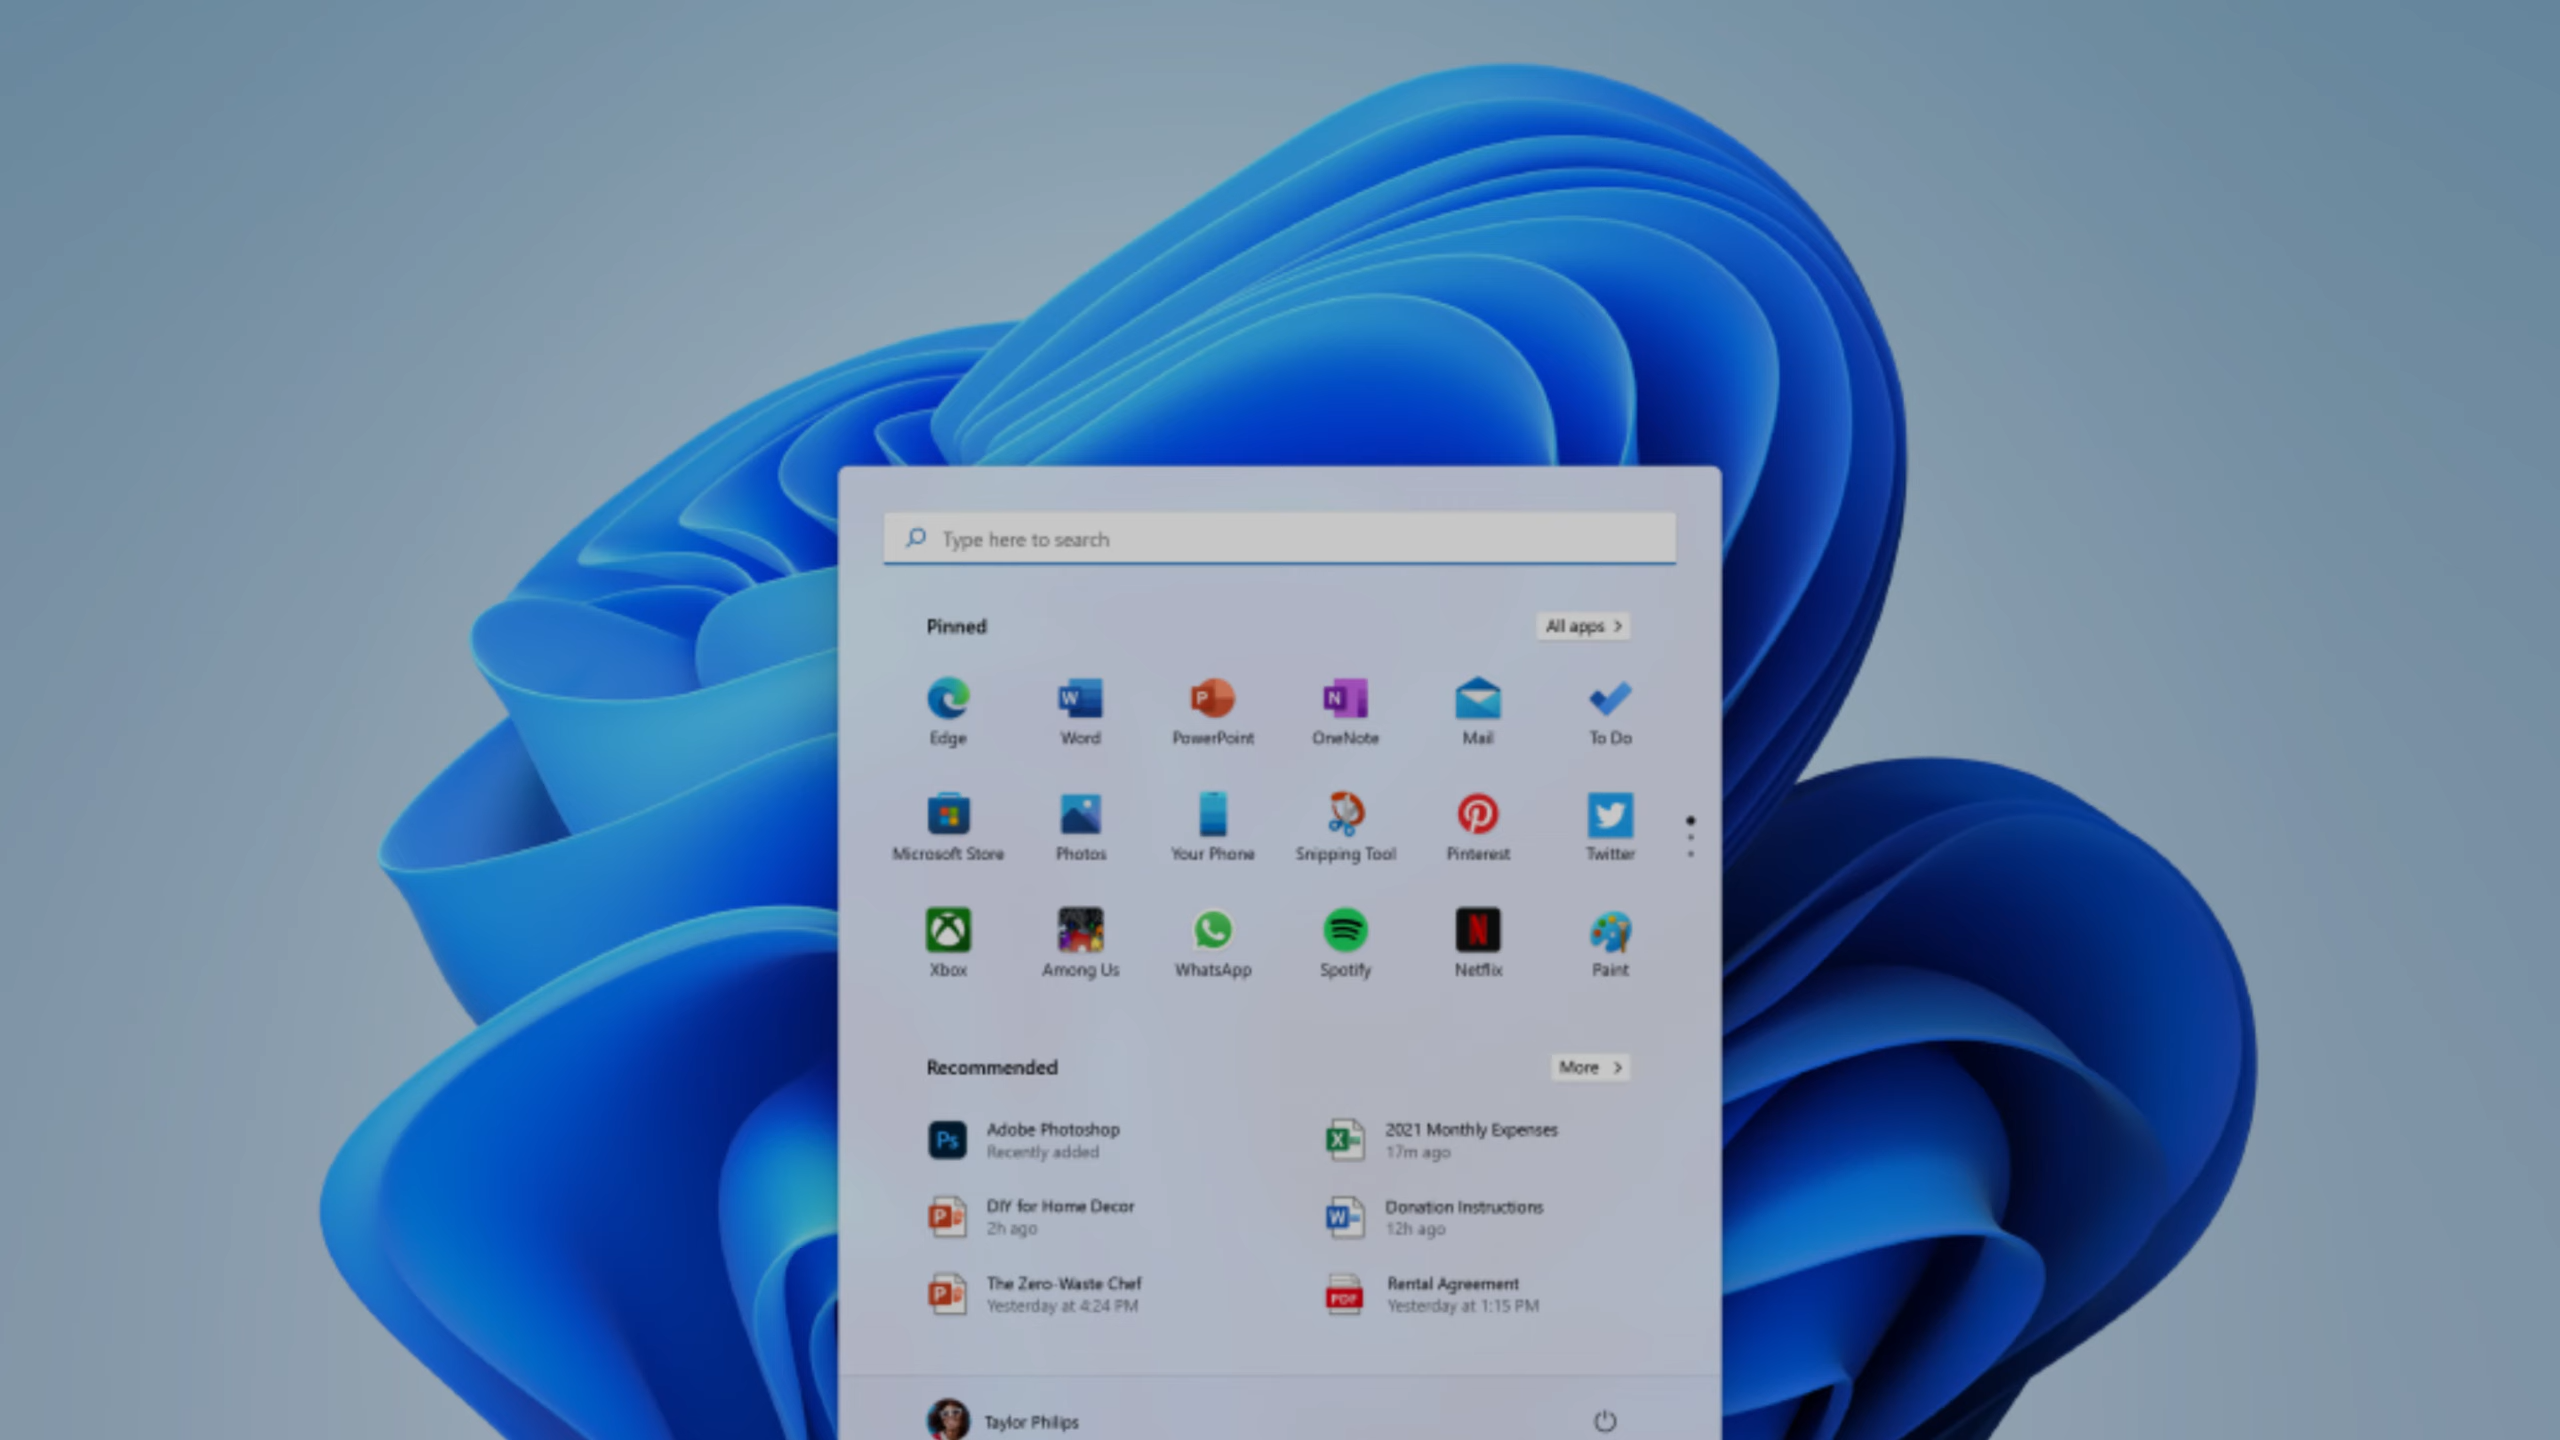 Type here to search
Pinned
All apps >
Edge
Word
PowerPoint
OneNote
Mail
To Do
Microsoft Store
Photos
Your Phone
Snipping Tool
Pinterest
Twitter
Xbox
Among Us
WhatsApp
Spotify
Netflix
Paint
Recommended
More >
Adobe Photoshop
Recently added
2021 Monthly Expenses
17m ago
DIY for Home Decor
2h ago
Donation Instructions
12h ago
The Zero-Waste Chef
Yesterday at 4:24 PM
Rental Agreement
Yesterday at 1:15 PM
Taylor Philips